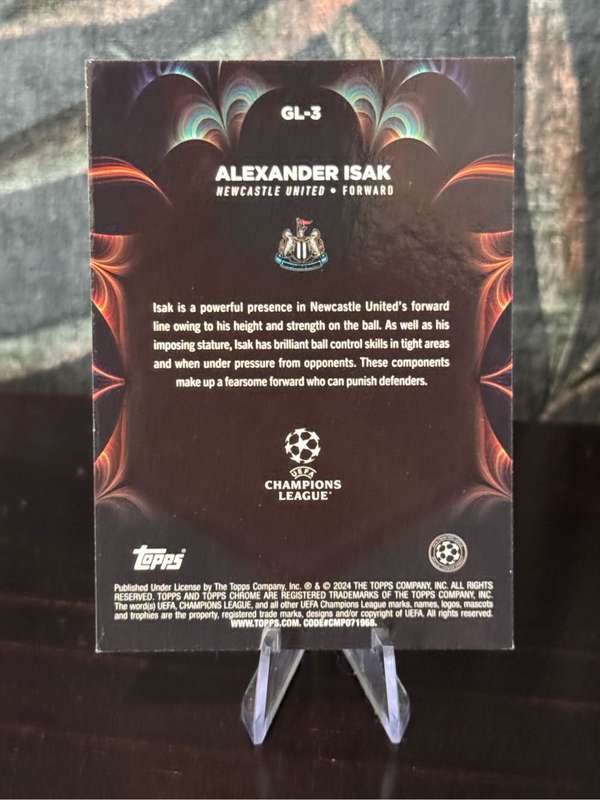 GL-3
ALEXANDER ISAK
NEWCASTLE UNITED • FORWARD
Isak is a powerful presence in Newcastle United's forward
line owing to his height and strength on the ball. As well as his
imposing stature, Isak has brilliant ball control skills in tight areas
and when under pressure from opponents. These components
make up a fearsome forward who can punish defenders.
UEFA
CHAMPIONS
LEAGUE®
topps®
Published Under License by The Topps Company, Inc. ® & © 2024 THE TOPPS COMPANY, INC. ALL RIGHTS
RESERVED. TOPPS AND TOPPS CHROME ARE REGISTERED TRADEMARKS OF THE TOPPS COMPANY, INC.
The word(s) UEFA, CHAMPIONS LEAGUE, and all other UEFA Champions League marks, names, logos, mascots
and trophies are the property, registered trade marks, designs and/or copyright of UEFA. All rights reserved.
WWW.TOPPS.COM. CODE#CMP071968.